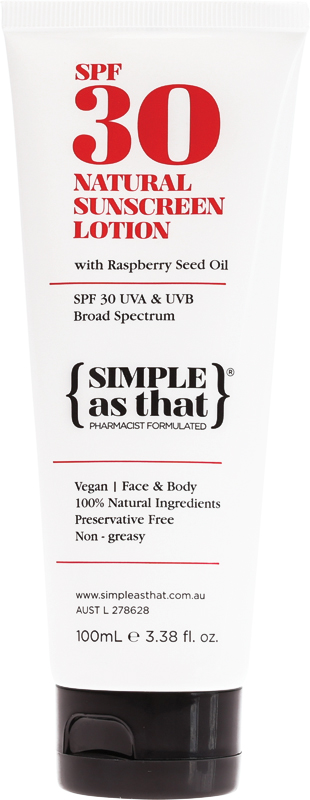 SPF
30
NATURAL
SUNSCREEN
LOTION
with Raspberry Seed Oil
SPF 30 UVA & UVB
Broad Spectrum
{SIMPLE
as that}®
PHARMACIST FORMULATED
Vegan | Face & Body
100% Natural Ingredients
Preservative Free
Non - greasy
www.simpleasthat.com.au
AUST L 278628
100mL ℮ 3.38 fl. oz.